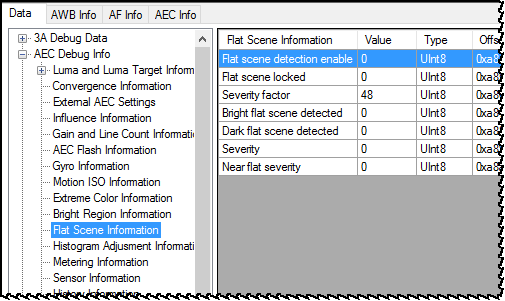 Data AWB Info AF Info AEC Info
3A Debug Data
AEC Debug Info
Luma and Luma Target Inform
Convergence Information
External AEC Settings
Influence Information
Gain and Line Count Informatio
AEC Flash Information
Gyro Information
Motion ISO Information
Extreme Color Information
Bright Region Information
Flat Scene Information
Histogram Adjusment Informati
Metering Information
Sensor Information
History Information
Flat Scene Information Value Type Offs
Flat scene detection enable 0 UInt8 0xa8
Flat scene locked 0 UInt8 0xa8
Severity factor 48 UInt8 0xa8
Bright flat scene detected 0 UInt8 0xa8
Dark flat scene detected 0 UInt8 0xa8
Severity 0 UInt8 0xa8
Near flat severity 0 UInt8 0xa8